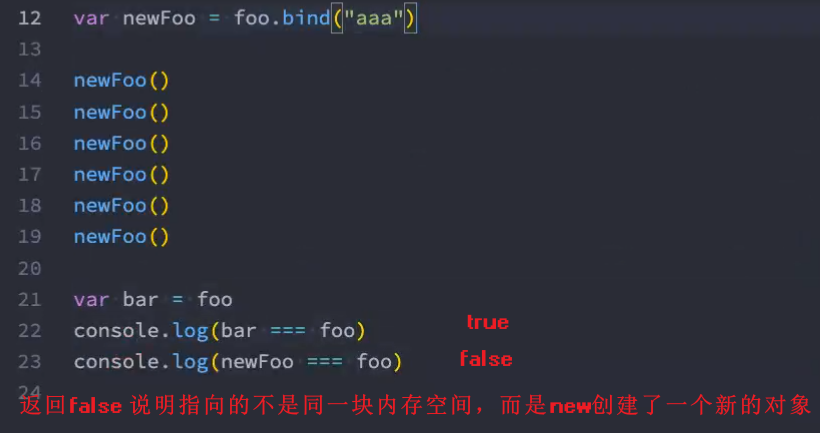 12 var newFoo = foo.bind("aaa")
13
14 newFoo()
15 newFoo()
16 newFoo()
17 newFoo()
18 newFoo()
19 newFoo()
20
21 var bar = foo
22 console.log(bar === foo) true
23 console.log(newFoo === foo) false
24
返回false 说明指向的不是同一块内存空间，而是new创建了一个新的对象